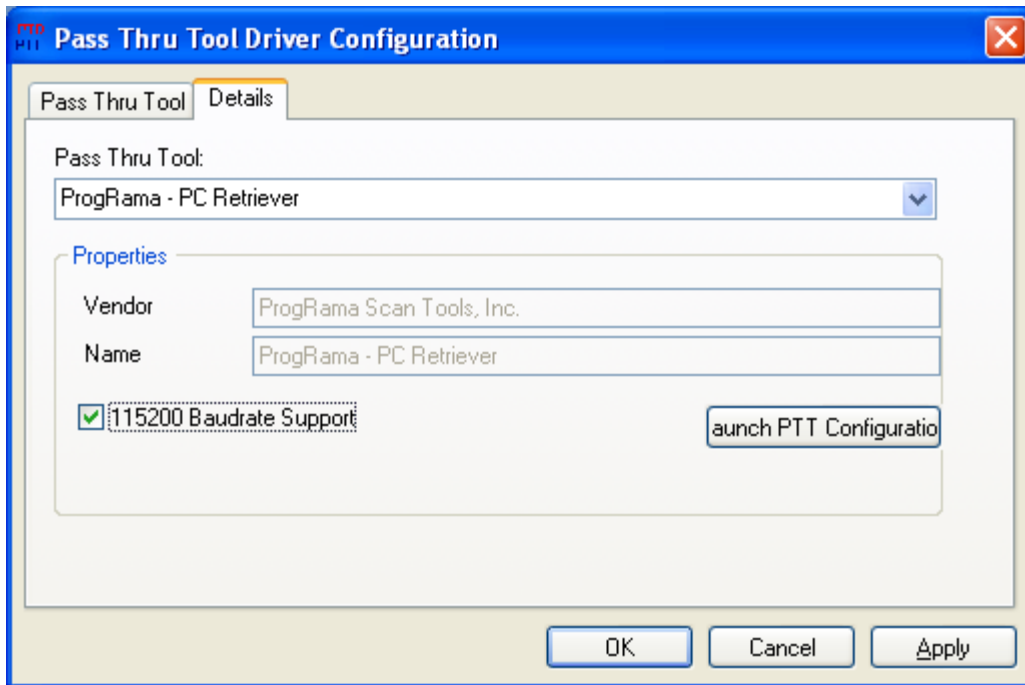 PTD
PTT
Pass Thru Tool Driver Configuration
Pass Thru Tool
Details
Pass Thru Tool:
ProgRama - PC Retriever
Properties
Vendor
ProgRama Scan Tools, Inc.
Name
ProgRama - PC Retriever
115200 Baudrate Support
aunch PTT Configuratio
OK
Cancel
Apply